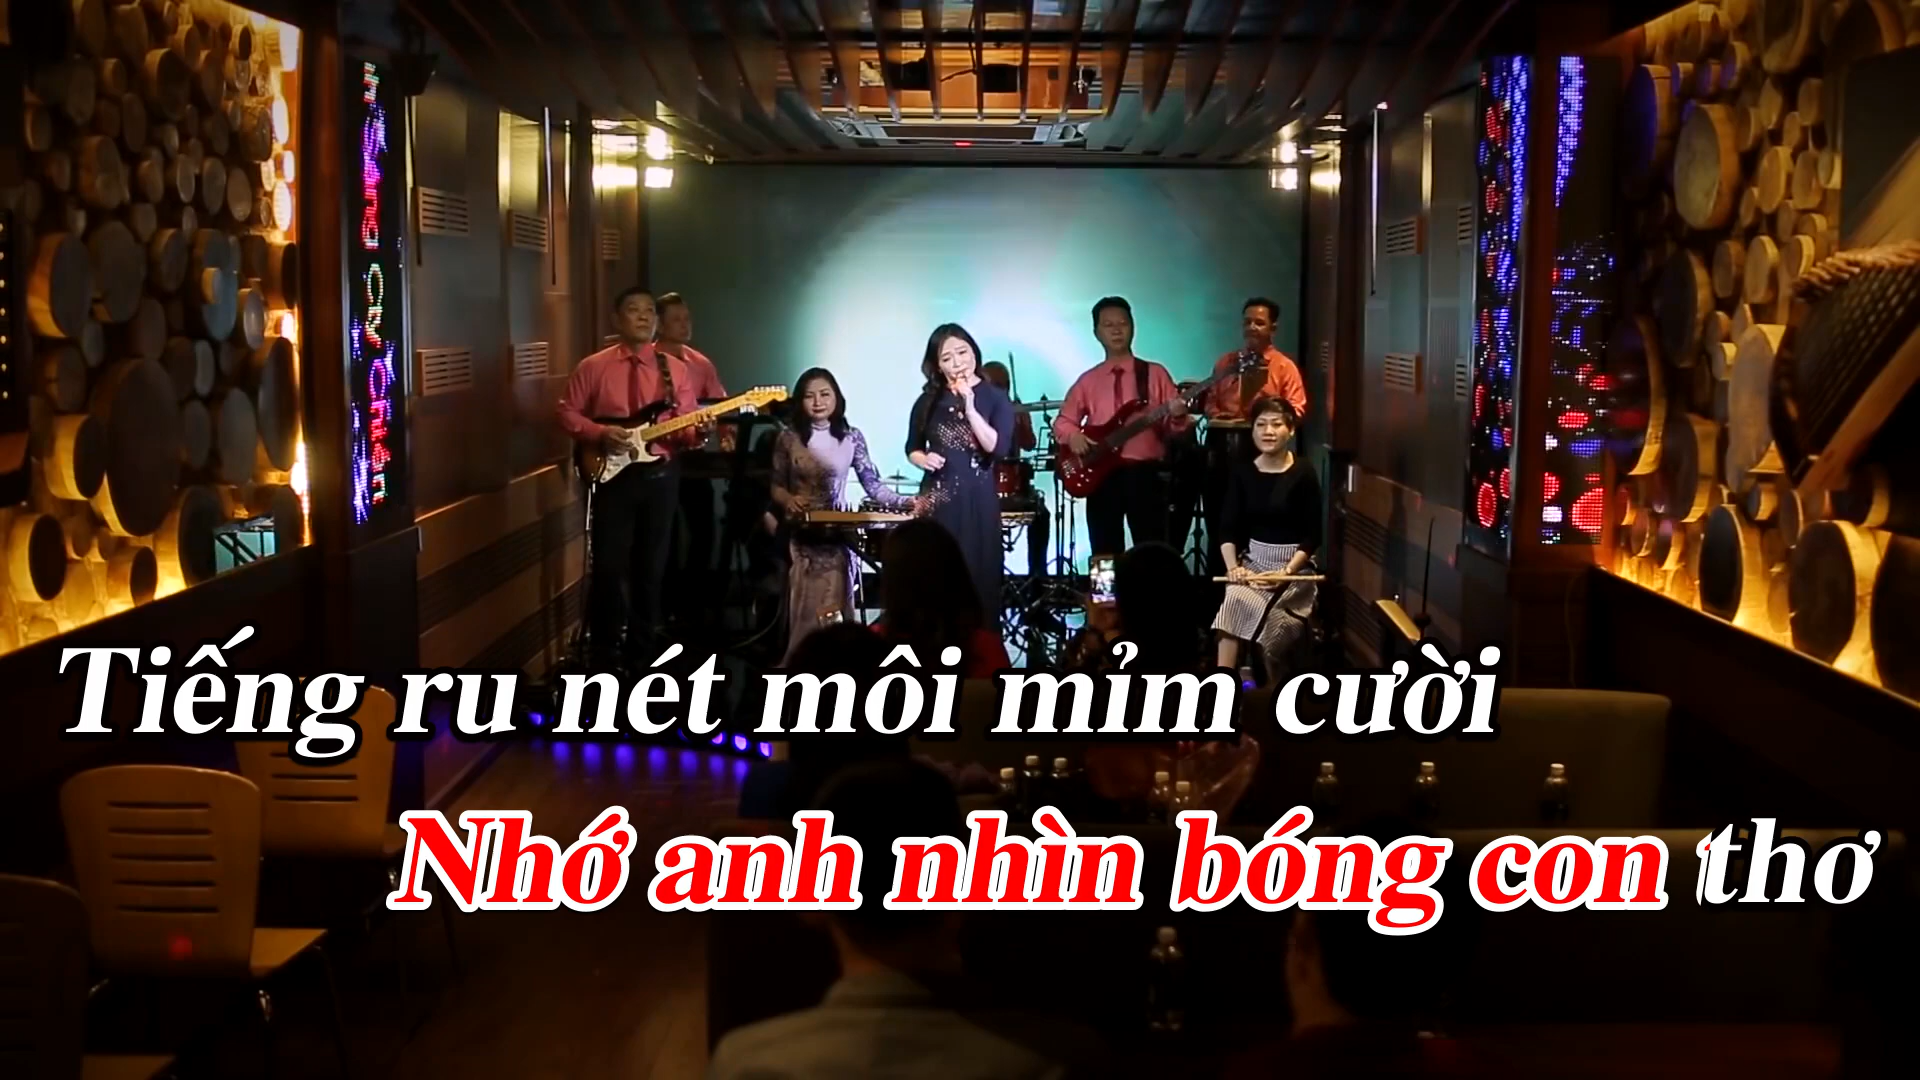 Tiếng ru nét môi mỉm cười
Nhớ anh nhìn bóng con thơ